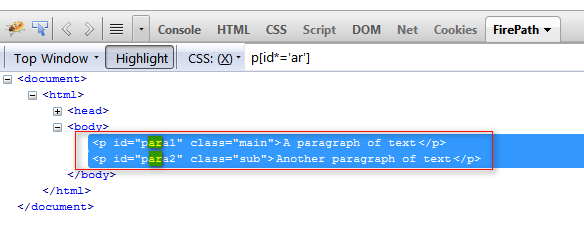 Console HTML CSS Script DOM Net Cookies FirePath
Top Window Highlight CSS: (X) p[id*='ar']
<document>
<html>
<head>
<body>
<p id="para1" class="main">A paragraph of text</p>
<p id="para2" class="sub">Another paragraph of text</p>
</body>
</html>
</document>